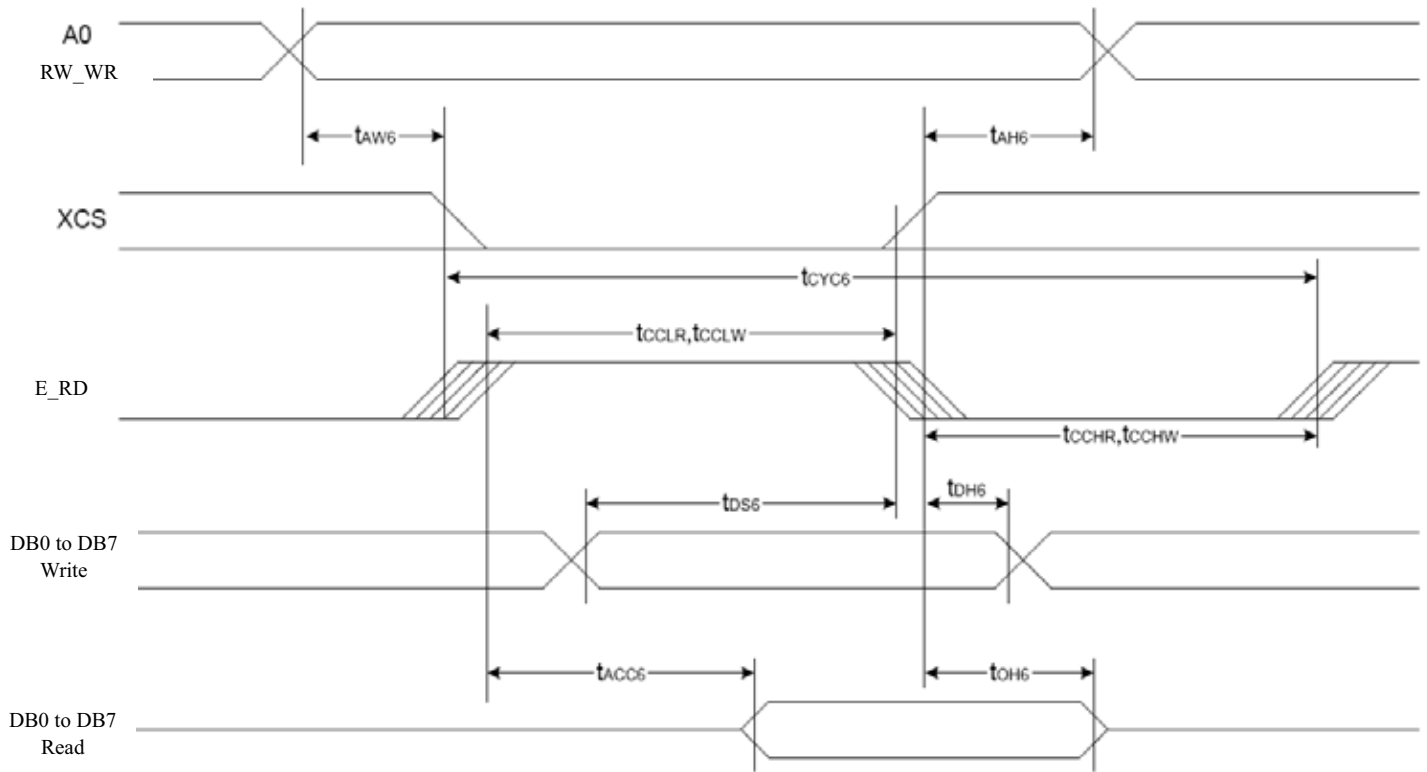 A0
RW_WR
tAW6
tAH6
XCS
tCYC6
tCCLR,tCCLW
E_RD
tCCHR,tCCHW
tDS6
tDH6
DB0 to DB7
Write
tACC6
tOH6
DB0 to DB7
Read